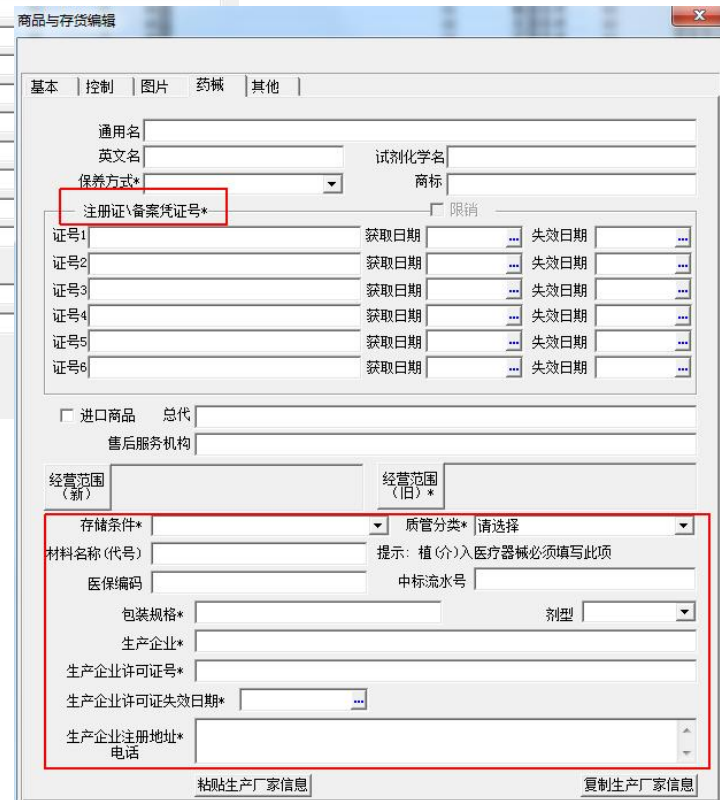 商品与存货编辑
x
基本 控制 图片 药械 其他
通用名
英文名 试剂化学名
保养方式* 商标
注册证\备案凭证号* 限销
证号1 获取日期 ... 失效日期 ...
证号2 获取日期 ... 失效日期 ...
证号3 获取日期 ... 失效日期 ...
证号4 获取日期 ... 失效日期 ...
证号5 获取日期 ... 失效日期 ...
证号6 获取日期 ... 失效日期 ...
进口商品 总代
售后服务机构
经营范围 经营范围
(新) (旧)*
存储条件* 质管分类* 请选择
材料名称(代号) 提示: 植(介)入医疗器械必须填写此项
医保编码 中标流水号
包装规格* 剂型
生产企业*
生产企业许可证号*
生产企业许可证失效日期* ...
生产企业注册地址*
电话
粘贴生产厂家信息 复制生产厂家信息